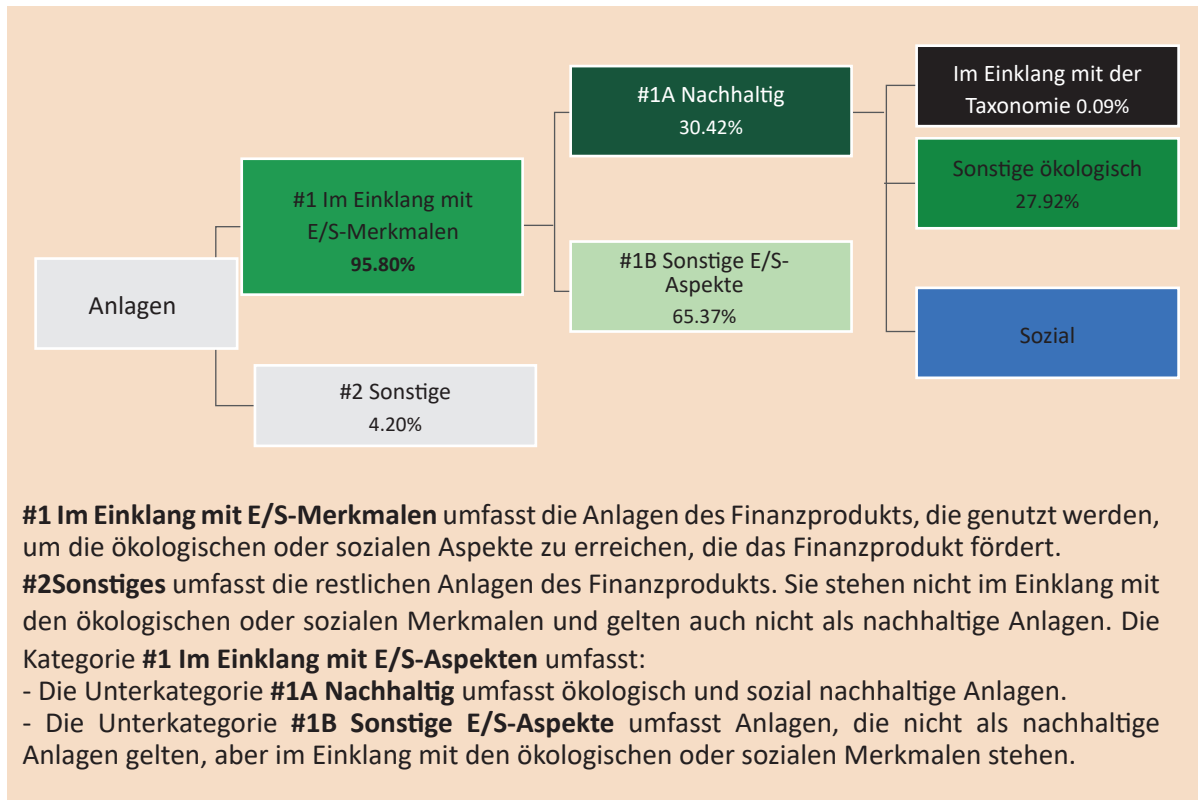 Anlagen
#1 Im Einklang mit
E/S-Merkmalen
95.80%
#2 Sonstige
4.20%
#1A Nachhaltig
30.42%
#1B Sonstige E/S-
Aspekte
65.37%
Im Einklang mit der
Taxonomie 0.09%
Sonstige ökologisch
27.92%
Sozial
#1 Im Einklang mit E/S-Merkmalen umfasst die Anlagen des Finanzprodukts, die genutzt werden,
um die ökologischen oder sozialen Aspekte zu erreichen, die das Finanzprodukt fördert.
#2Sonstiges umfasst die restlichen Anlagen des Finanzprodukts. Sie stehen nicht im Einklang mit
den ökologischen oder sozialen Merkmalen und gelten auch nicht als nachhaltige Anlagen. Die
Kategorie #1 Im Einklang mit E/S-Aspekten umfasst:
- Die Unterkategorie #1A Nachhaltig umfasst ökologisch und sozial nachhaltige Anlagen.
- Die Unterkategorie #1B Sonstige E/S-Aspekte umfasst Anlagen, die nicht als nachhaltige
Anlagen gelten, aber im Einklang mit den ökologischen oder sozialen Merkmalen stehen.